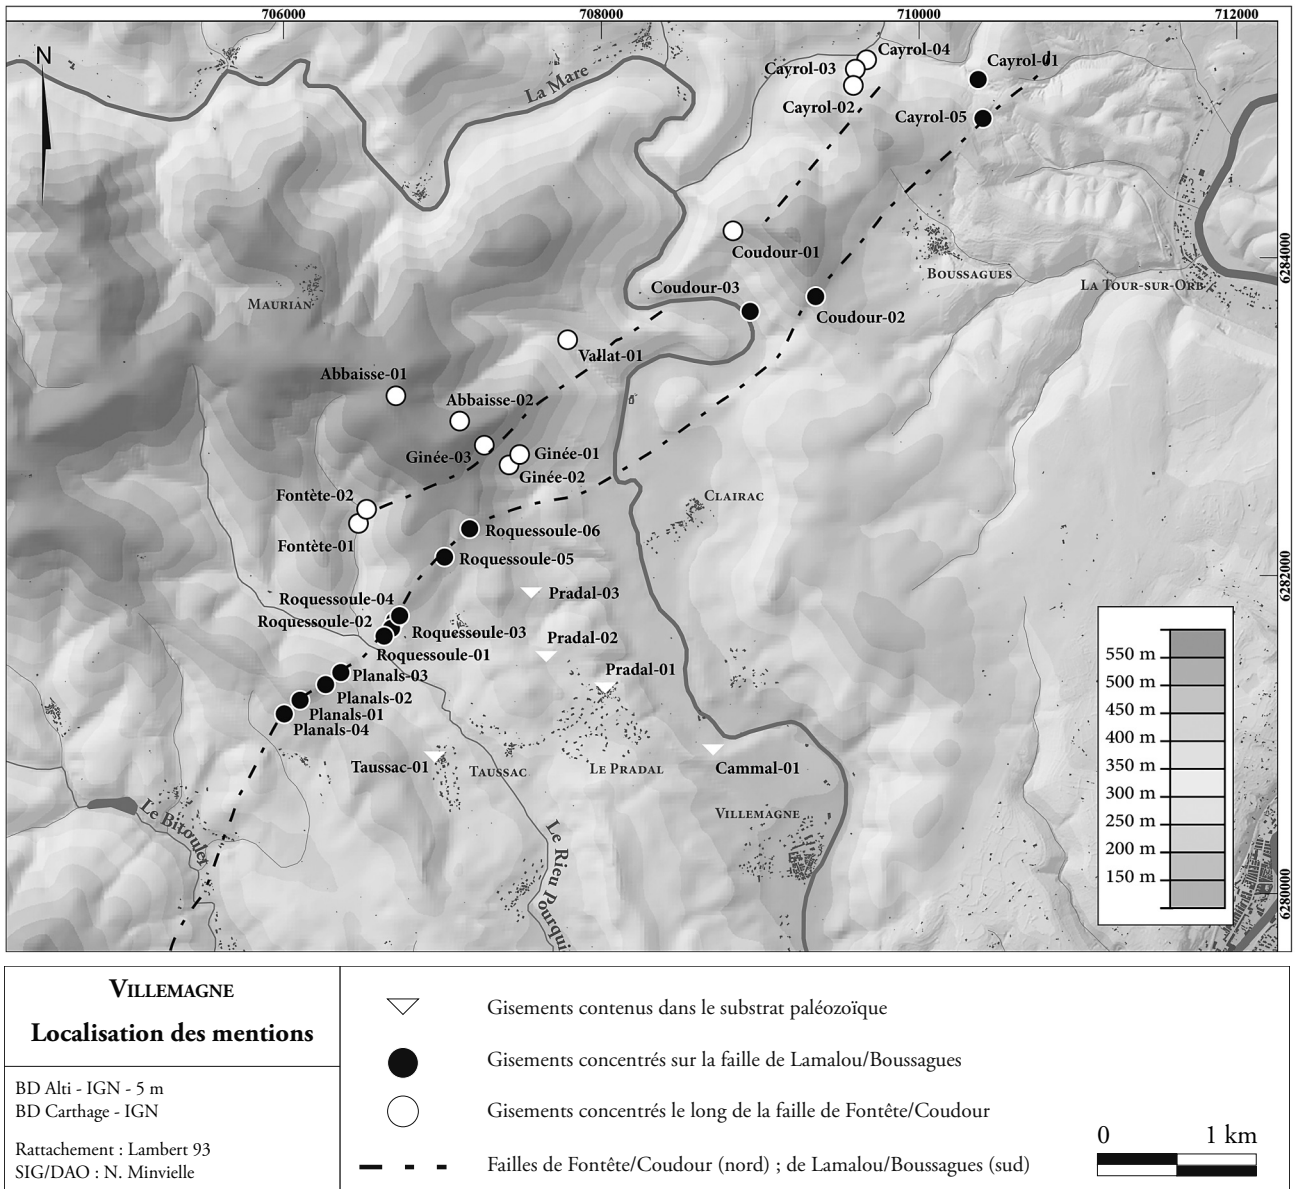 706000
708000
710000
712000
N
La Mare
Cayrol-04
Cayrol-03
Cayrol-01
Cayrol-02
Cayrol-05
Coudour-01
6284000
Boussagues
La Tour-sur-Orb
Coudour-03
Maurian
Coudour-02
Vallat-01
Abbaisse-01
Abbaisse-02
Ginée-03
Ginée-01
Ginée-02
Fontète-02
Clairac
Roquessoule-06
Fontète-01
Roquessoule-05
6282000
Pradal-03
Roquessoule-04
Roquessoule-02
Roquessoule-03
Pradal-02
Roquessoule-01
Pradal-01
Planals-03
Planals-02
Planals-01
Planals-04
Taussac-01
Taussac
Le Pradal
Cammal-01
Villemagne
Le Bitoulet
Le Rieu Pourqui
6280000
550 m
500 m
450 m
400 m
350 m
300 m
250 m
200 m
150 m
Villemagne
Localisation des mentions
BD Alti - IGN - 5 m
BD Carthage - IGN
Rattachement : Lambert 93
SIG/DAO : N. Minvielle
Gisements contenus dans le substrat paléozoïque
Gisements concentrés sur la faille de Lamalou/Boussagues
Gisements concentrés le long de la faille de Fontête/Coudour
Failles de Fontête/Coudour (nord) ; de Lamalou/Boussagues (sud)
0 1 km